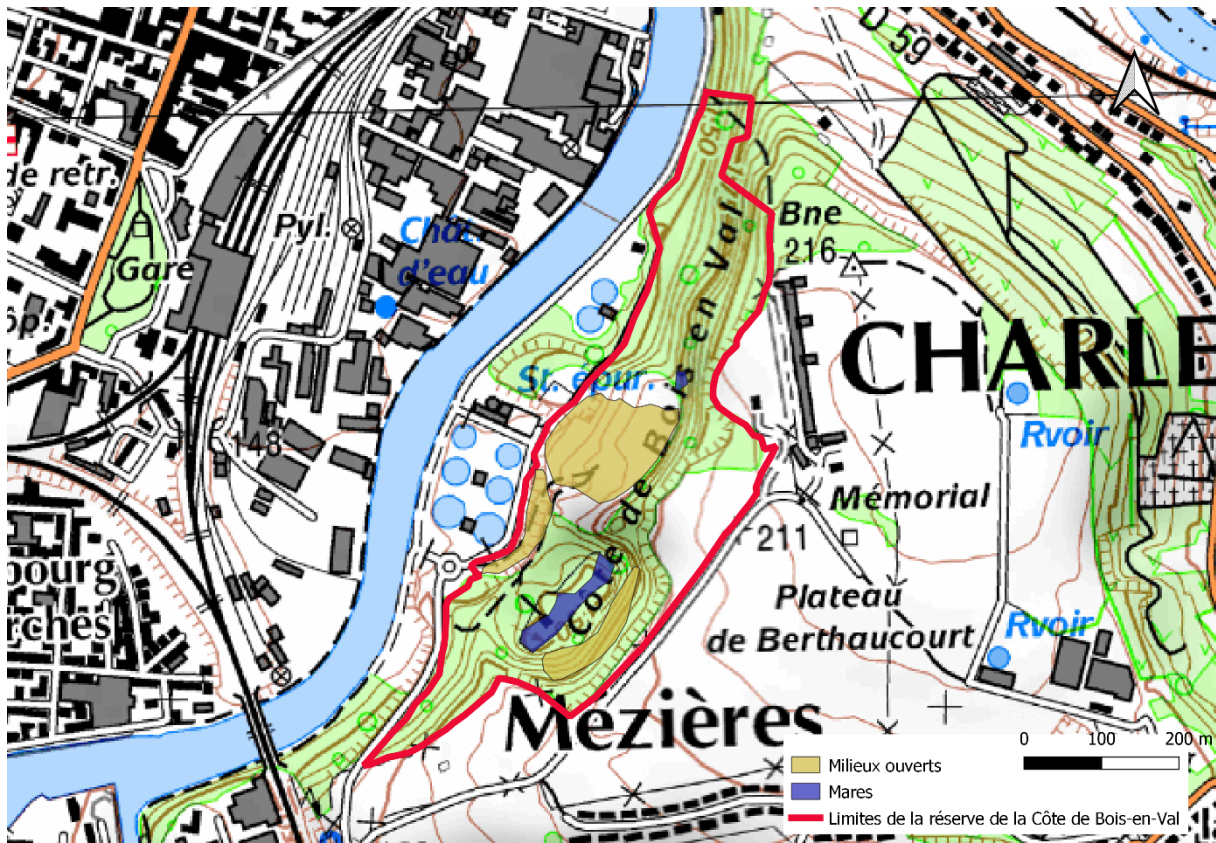 D 59
de retr.
Pyl.
Chât.
d'eau
Gare
150
Bne
216
Côte de Bois en Val
CHARLE
St. épur.
Rvoir
148
Mémorial
211
bourg
rches
Plateau
de Berthaucourt
Rvoir
Mézières
0 100 200 m
Milieux ouverts
Mares
Limites de la réserve de la Côte de Bois-en-Val